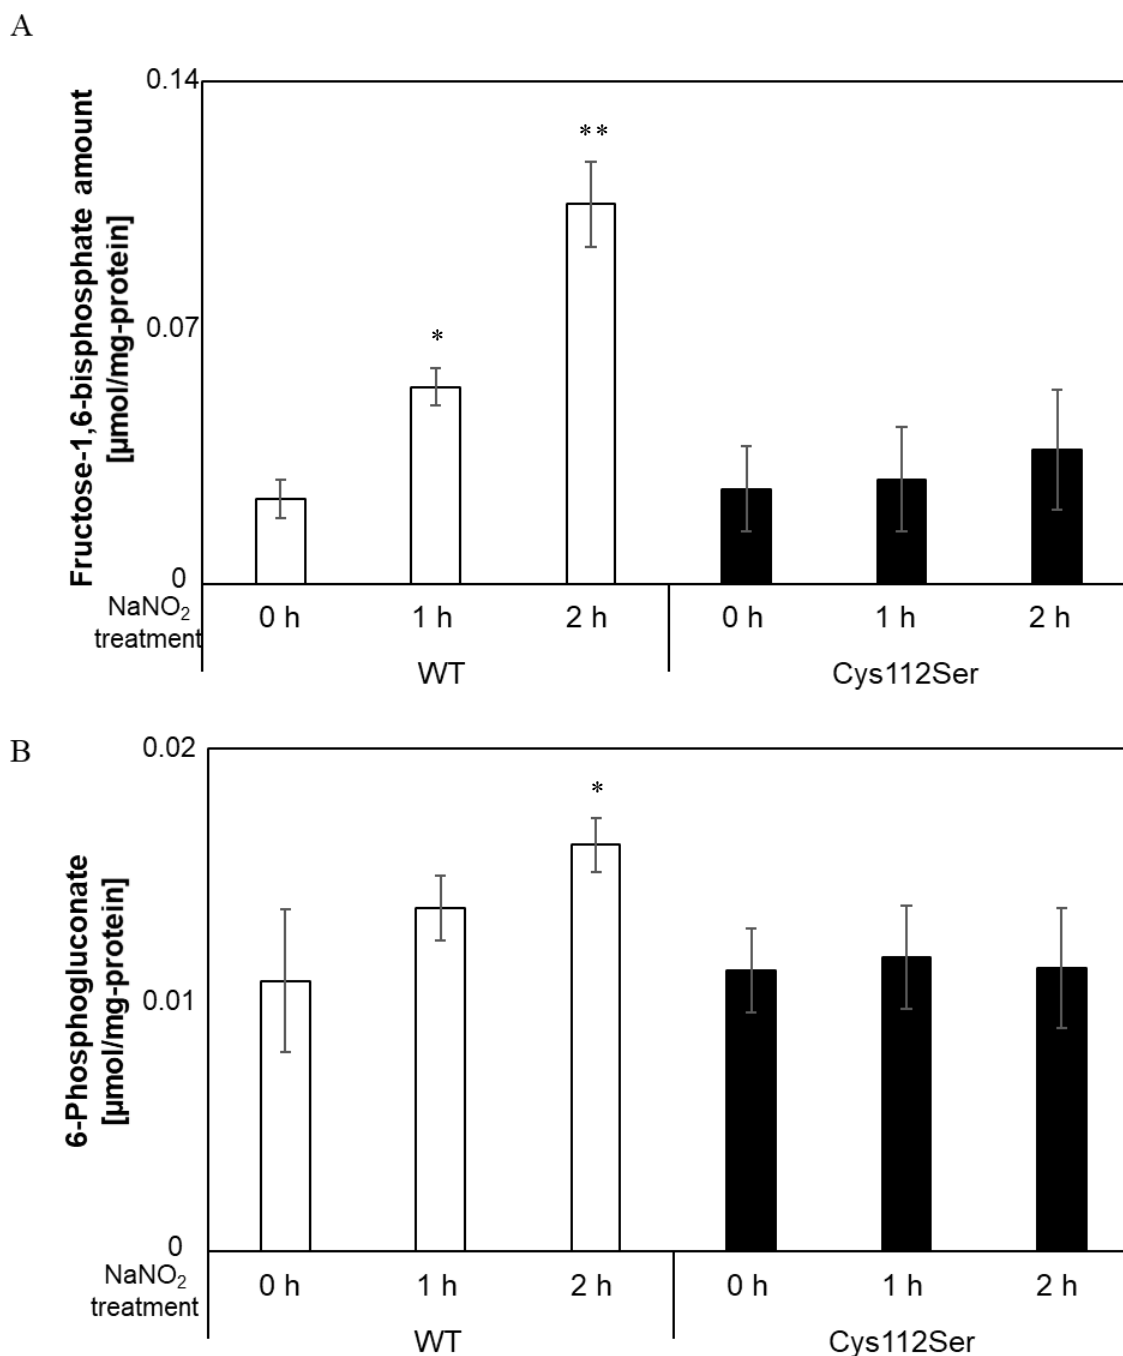 A
Fructose-1,6-bisphosphate amount
[µmol/mg-protein]
0.14
0.07
0
**
*
NaNO₂
treatment
0 h
1 h
2 h
0 h
1 h
2 h
WT
Cys112Ser
B
6-Phosphogluconate
[µmol/mg-protein]
0.02
0.01
0
*
NaNO₂
treatment
0 h
1 h
2 h
0 h
1 h
2 h
WT
Cys112Ser